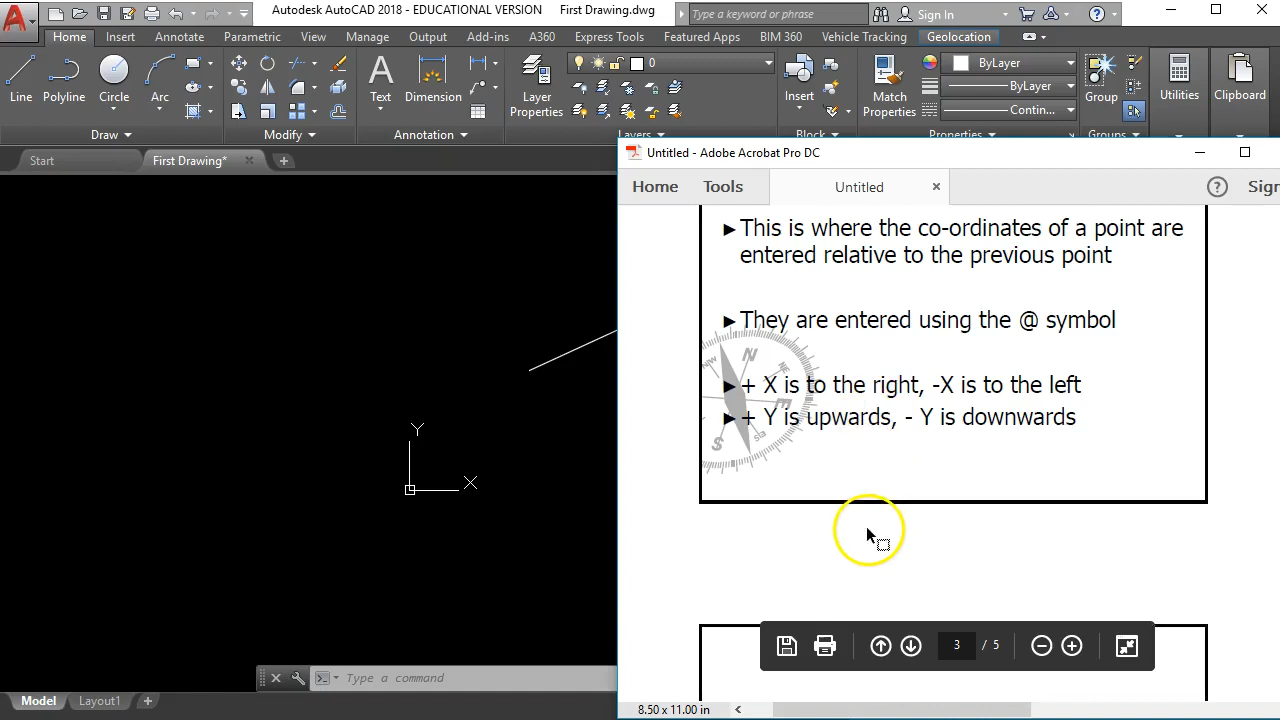 Autodesk AutoCAD 2018 - EDUCATIONAL VERSION First Drawing.dwg
Type a keyword or phrase
Sign In
Home Insert Annotate Parametric View Manage Output Add-ins A360 Express Tools Featured Apps BIM 360 Vehicle Tracking Geolocation
0
ByLayer
ByLayer
Contin...
Line Polyline Circle Arc
Text Dimension
Layer Properties
Insert
Match Properties
Group
Utilities
Clipboard
Draw Modify Annotation Layers Block Properties Groups
Start First Drawing*
Untitled - Adobe Acrobat Pro DC
Home Tools Untitled
►This is where the co-ordinates of a point are
entered relative to the previous point
►They are entered using the @ symbol
►+ X is to the right, -X is to the left
►+ Y is upwards, - Y is downwards
N
NE
E
SE
S
NW
Y
X
3 / 5
Type a command
Model Layout1
8.50 x 11.00 in